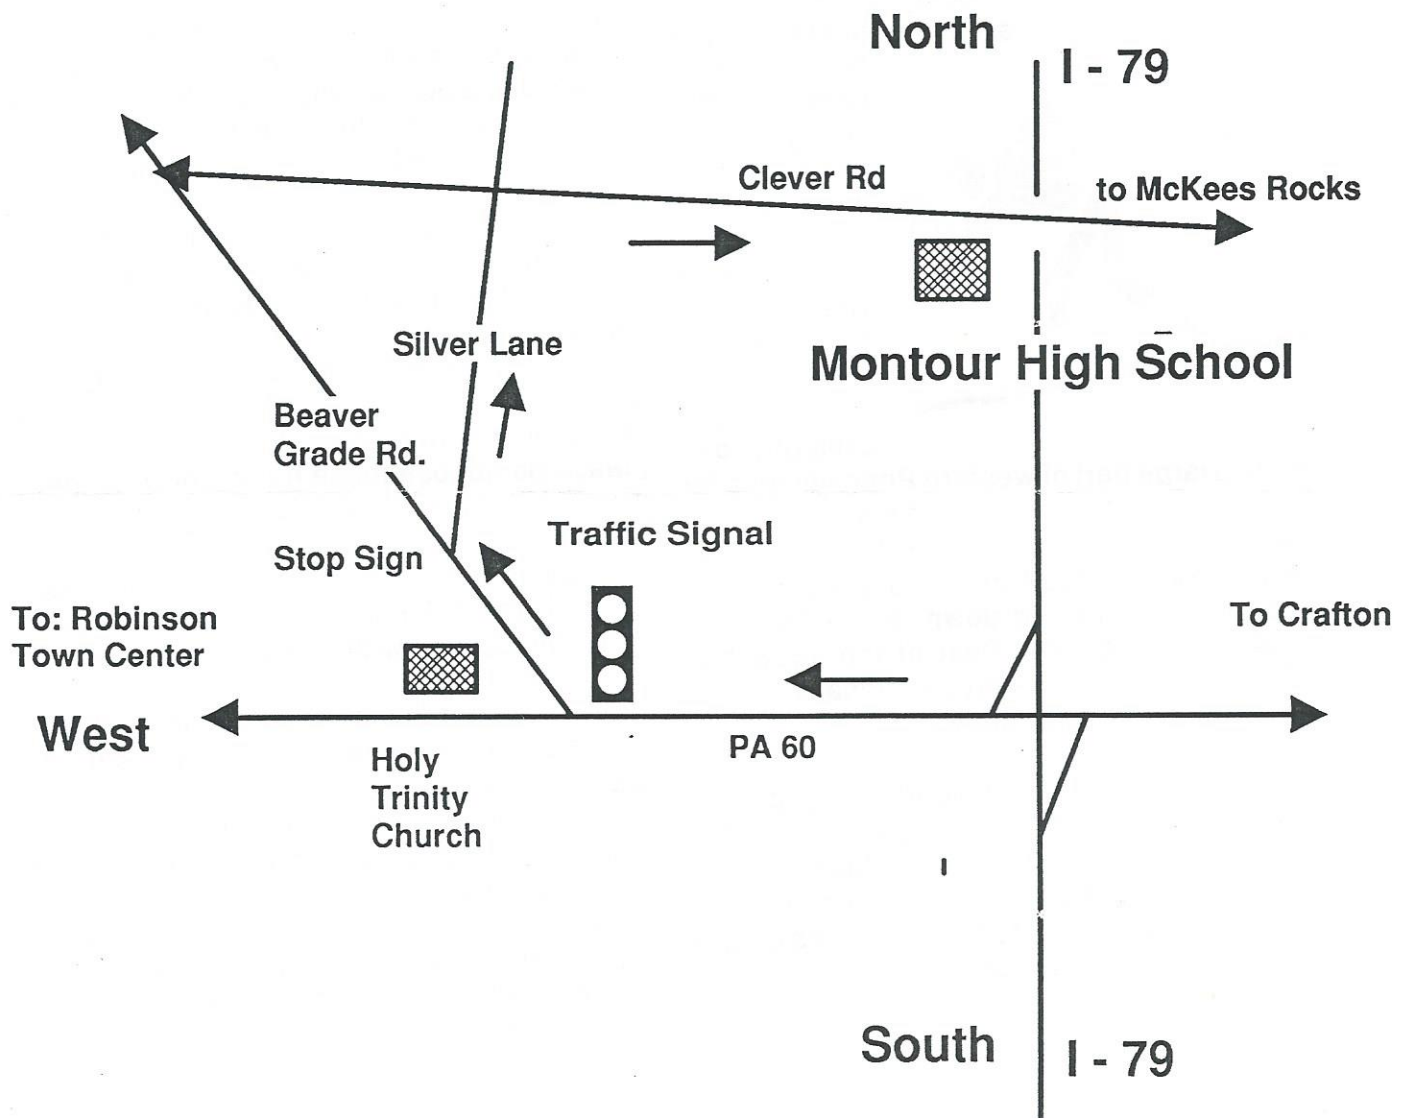 North
I - 79
Clever Rd
to McKees Rocks
Silver Lane
Montour High School
Beaver
Grade Rd.
Traffic Signal
Stop Sign
To: Robinson
Town Center
To Crafton
West
PA 60
Holy
Trinity
Church
South
I - 79